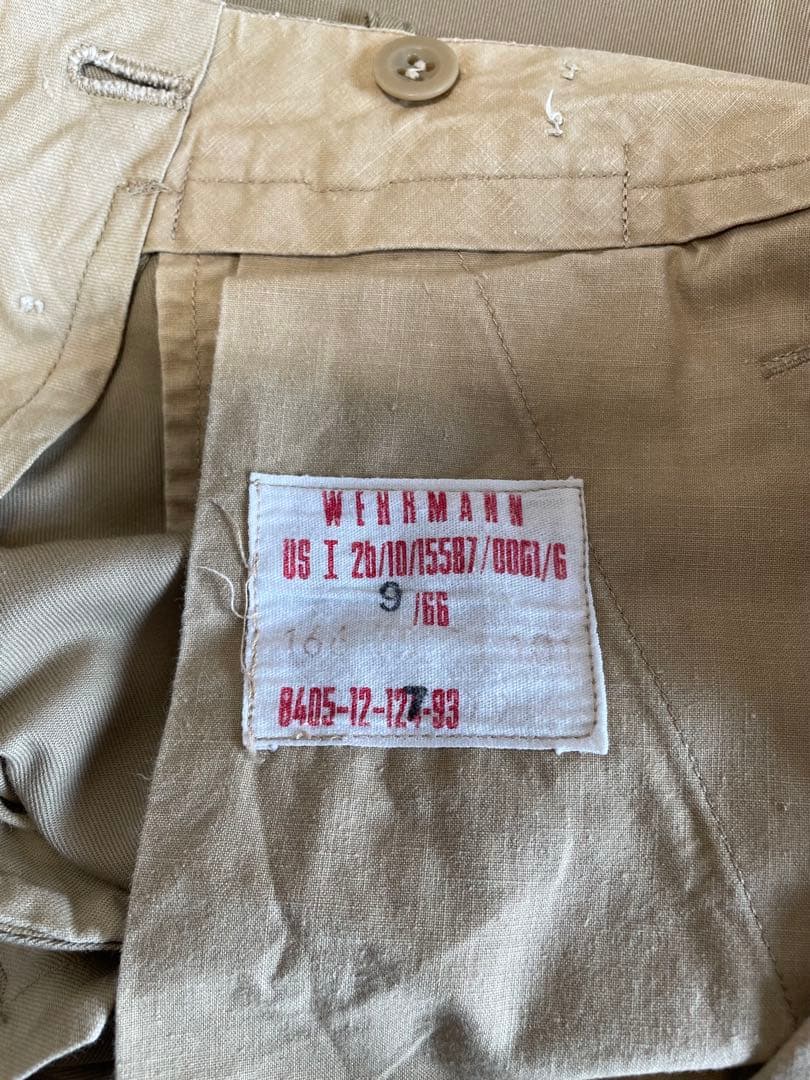 WEHRMANN
US I 2b/10/15587/0061/6
9/66
8405-12-127-93